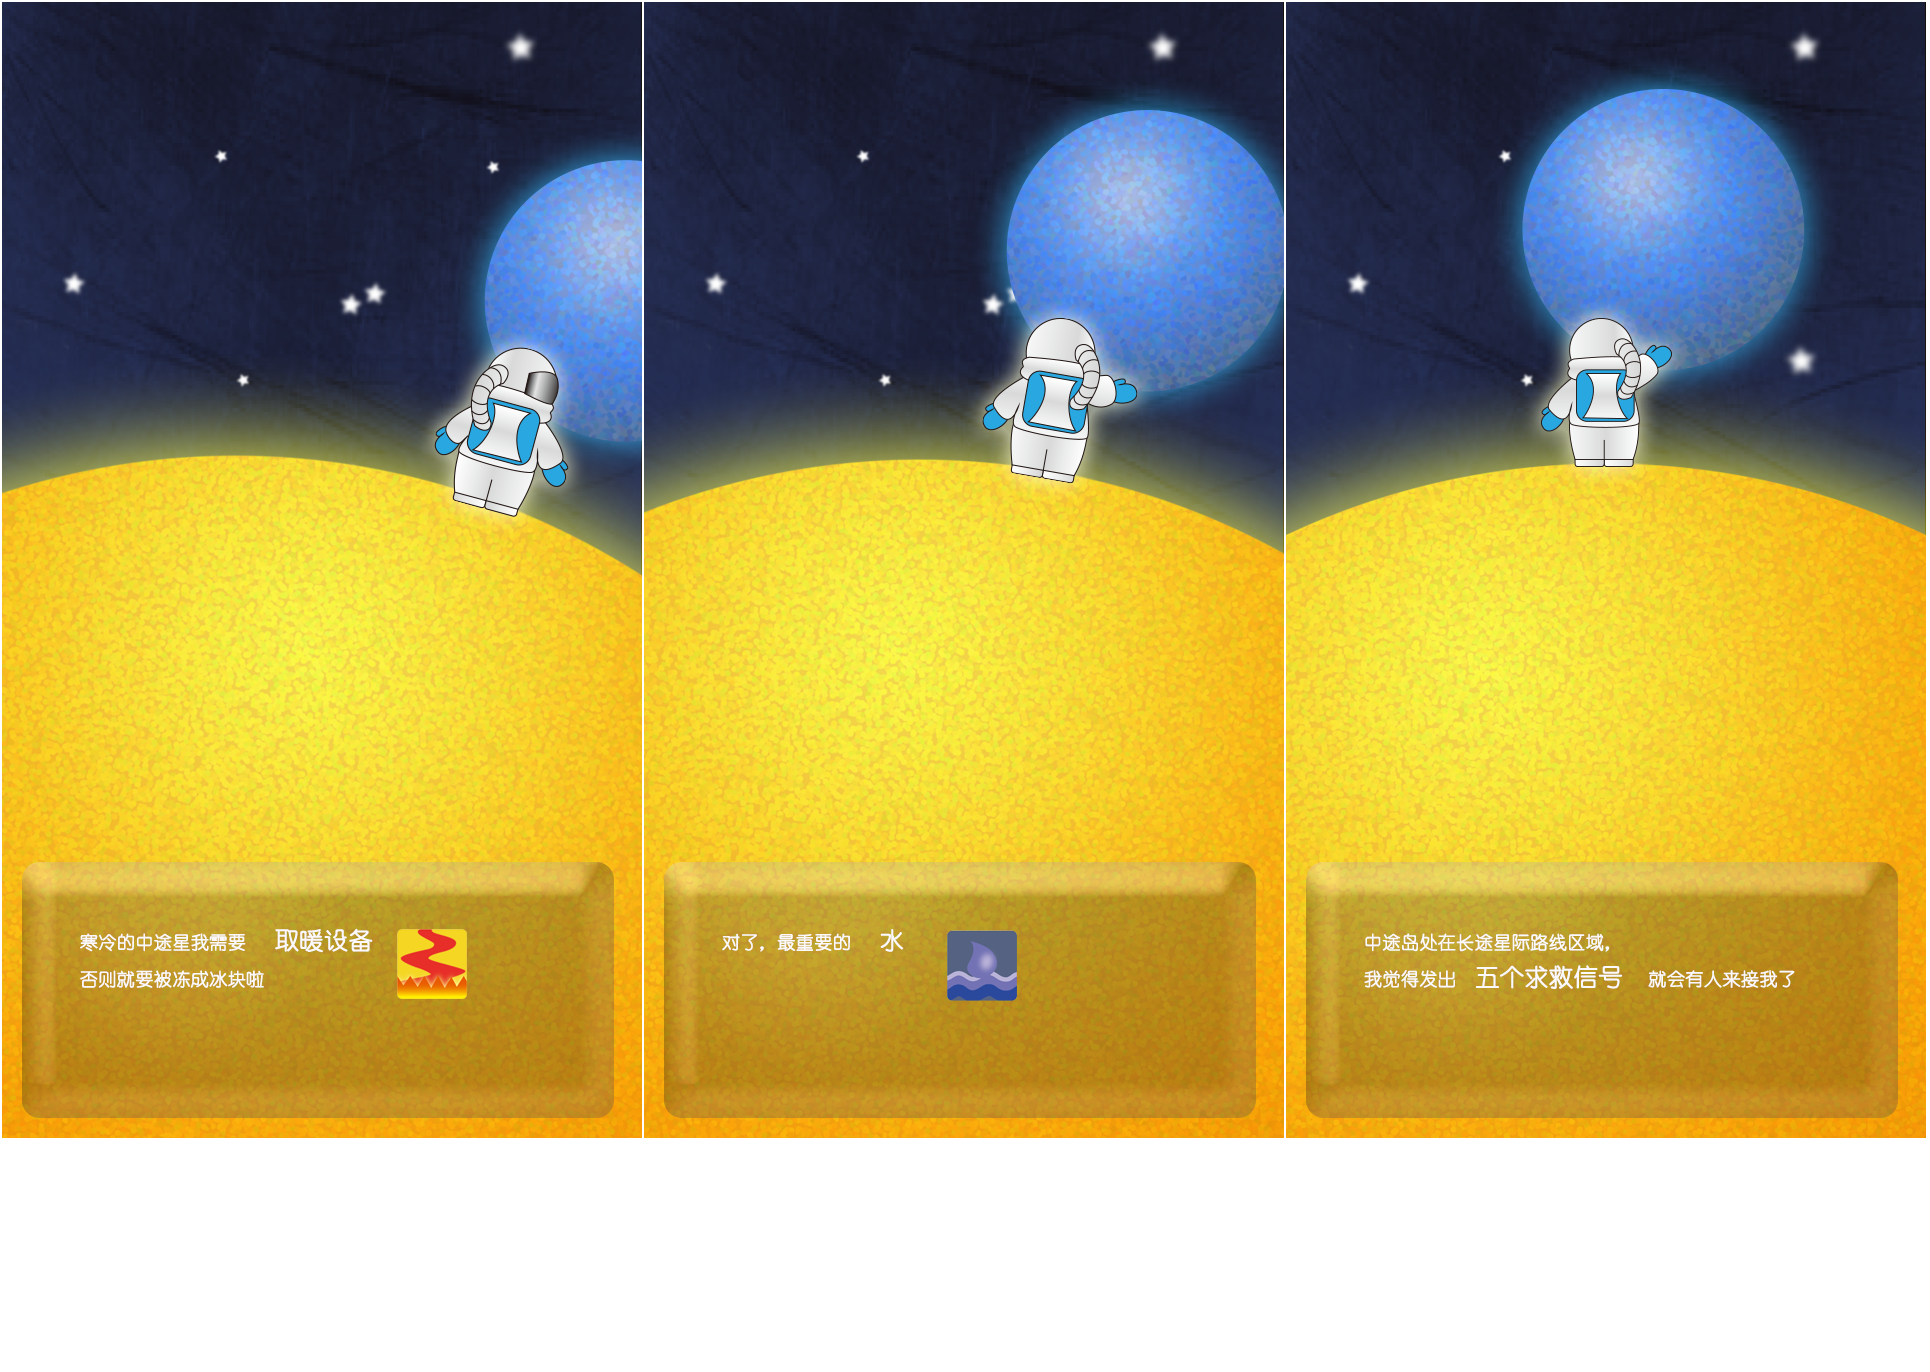 寒冷的中途星我需要 取暖设备
否则就要被冻成冰块啦
对了，最重要的 水
中途岛处在长途星际路线区域，
我觉得发出 五个求救信号 就会有人来接我了